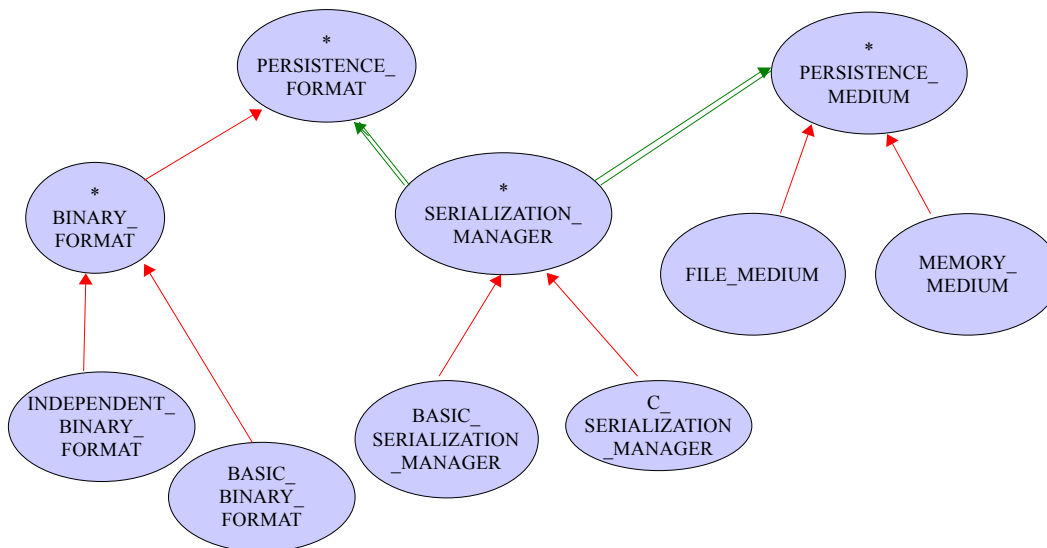 *
PERSISTENCE_
FORMAT
*
PERSISTENCE_
MEDIUM
*
BINARY_
FORMAT
*
SERIALIZATION_
MANAGER
FILE_MEDIUM
MEMORY_
MEDIUM
INDEPENDENT_
BINARY_
FORMAT
BASIC_
BINARY_
FORMAT
BASIC_
SERIALIZATION
_MANAGER
C_
SERIALIZATION
_MANAGER